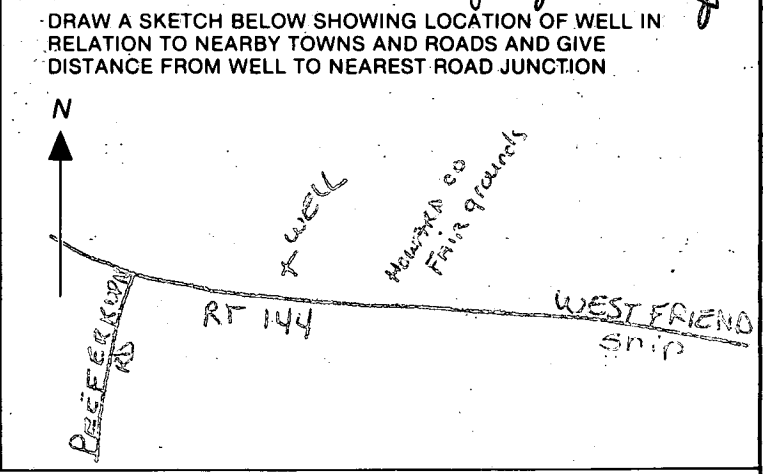 DRAW A SKETCH BELOW SHOWING LOCATION OF WELL IN
RELATION TO NEARBY TOWNS AND ROADS AND GIVE
DISTANCE FROM WELL TO NEAREST ROAD JUNCTION
N
x WELL
HOWARD CO
FAIR grounds
RT 144
WEST FRIEND
Ship
PFEFFERKORN
RD